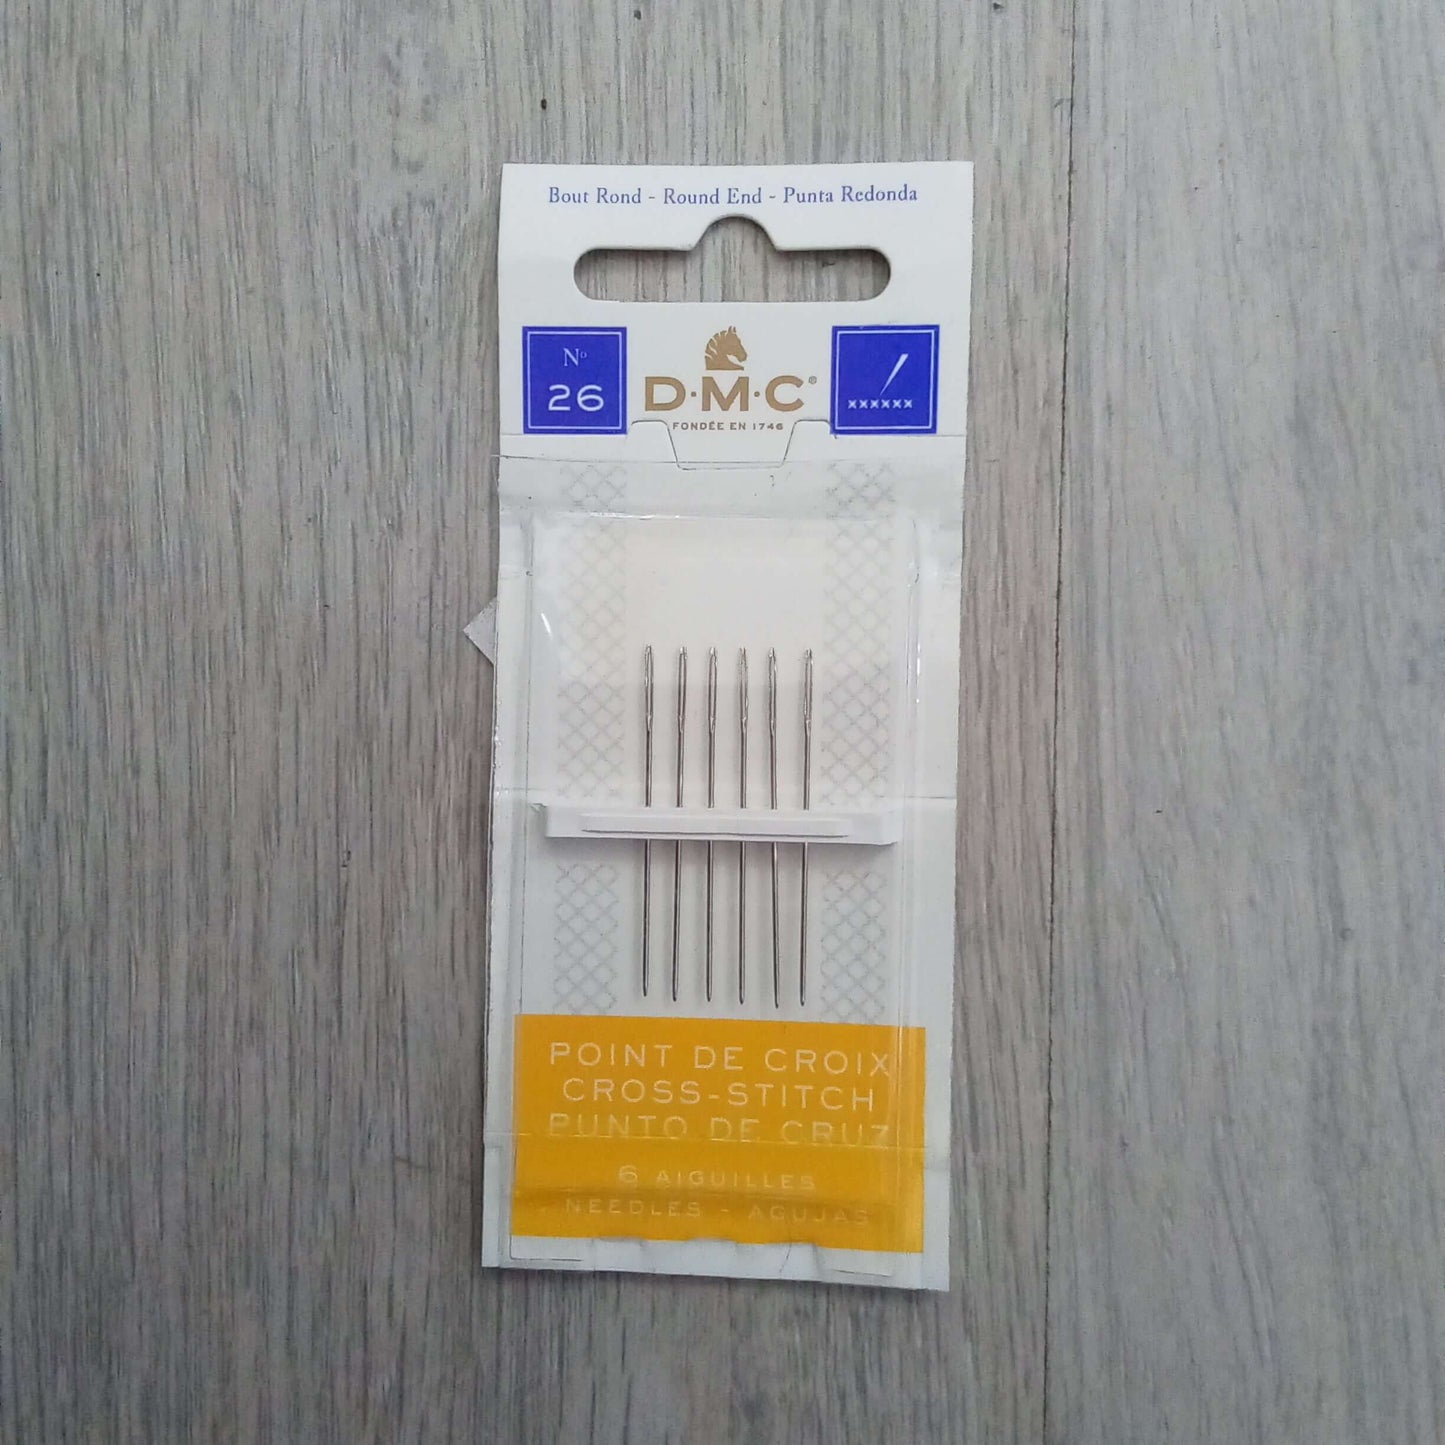 Bout Rond - Round End - Punta Redonda
Nº
26
D·M·C®
FONDÉE EN 1746
POINT DE CROIX
CROSS-STITCH
PUNTO DE CRUZ
6 AIGUILLES
NEEDLES - AGUJAS